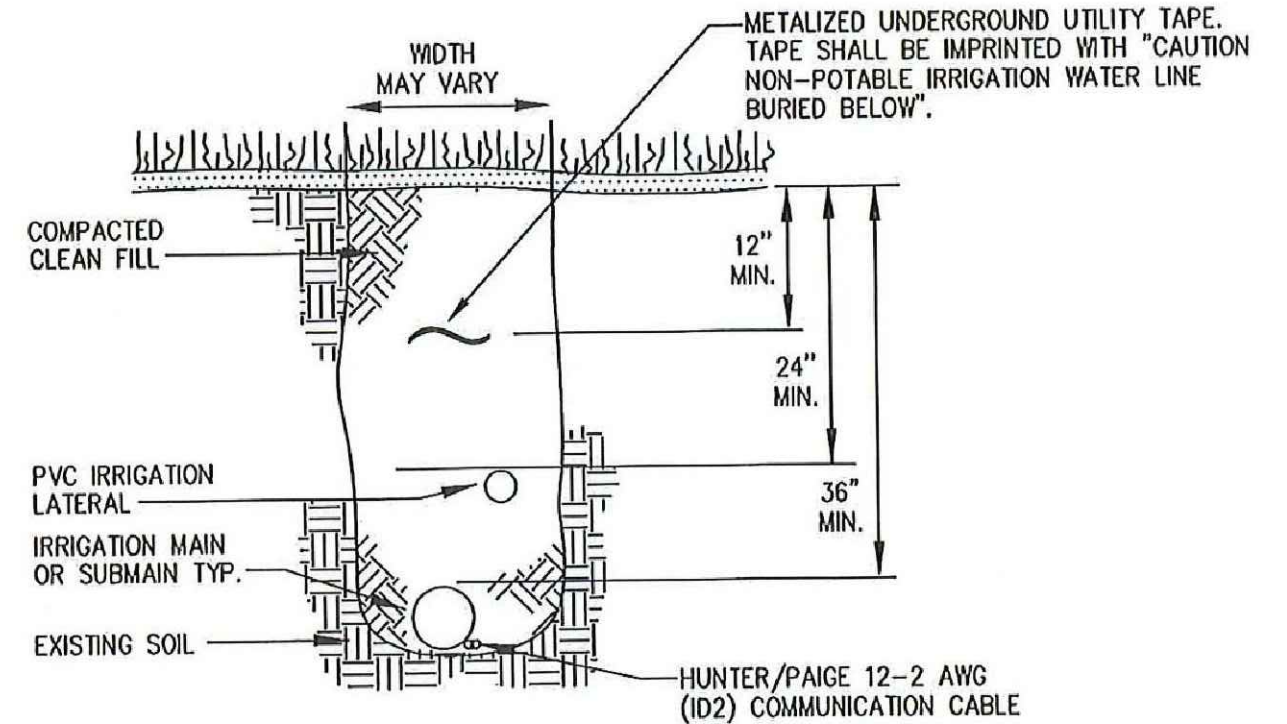 METALIZED UNDERGROUND UTILITY TAPE.
TAPE SHALL BE IMPRINTED WITH "CAUTION
NON-POTABLE IRRIGATION WATER LINE
BURIED BELOW".
WIDTH
MAY VARY
COMPACTED
CLEAN FILL
12"
MIN.
24"
MIN.
36"
MIN.
PVC IRRIGATION
LATERAL
IRRIGATION MAIN
OR SUBMAIN TYP.
EXISTING SOIL
HUNTER/PAIGE 12-2 AWG
(ID2) COMMUNICATION CABLE